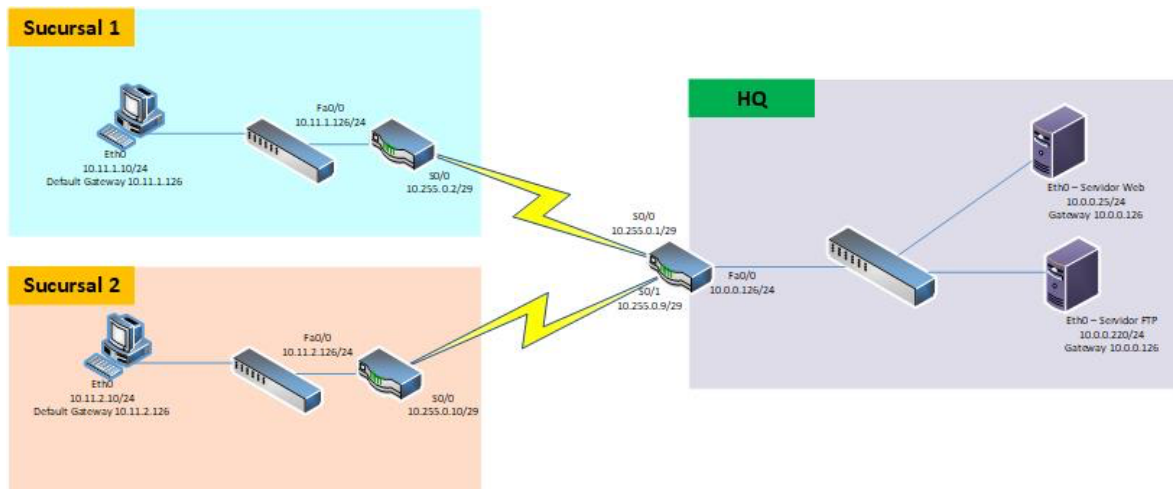 Sucursal 1
Fa0/0
10.11.1.126/24
Eth0
10.11.1.10/24
Default Gateway 10.11.1.126
S0/0
10.255.0.2/29
HQ
Eth0 – Servidor Web
10.0.0.25/24
Gateway 10.0.0.126
S0/0
10.255.0.1/29
Fa0/0
10.0.0.126/24
S0/1
10.255.0.9/29
Eth0 – Servidor FTP
10.0.0.220/24
Gateway 10.0.0.126
Sucursal 2
Fa0/0
10.11.2.126/24
Eth0
10.11.2.10/24
Default Gateway 10.11.2.126
S0/0
10.255.0.10/29